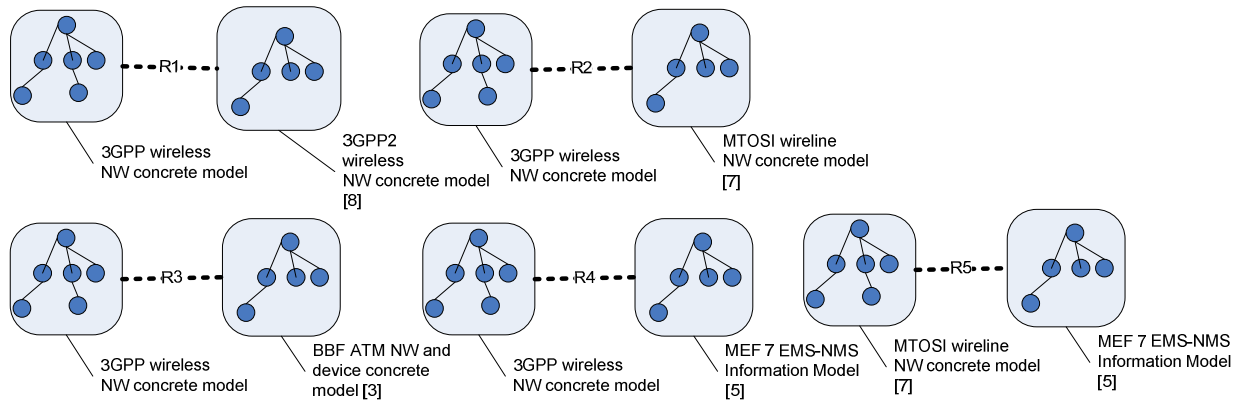 R1
R2
3GPP wireless
NW concrete model
3GPP2
wireless
NW concrete model
[8]
3GPP wireless
NW concrete model
MTOSI wireline
NW concrete model
[7]
R3
R4
R5
3GPP wireless
NW concrete model
BBF ATM NW and
device concrete
model [3]
3GPP wireless
NW concrete model
MEF 7 EMS-NMS
Information Model
[5]
MTOSI wireline
NW concrete model
[7]
MEF 7 EMS-NMS
Information Model
[5]